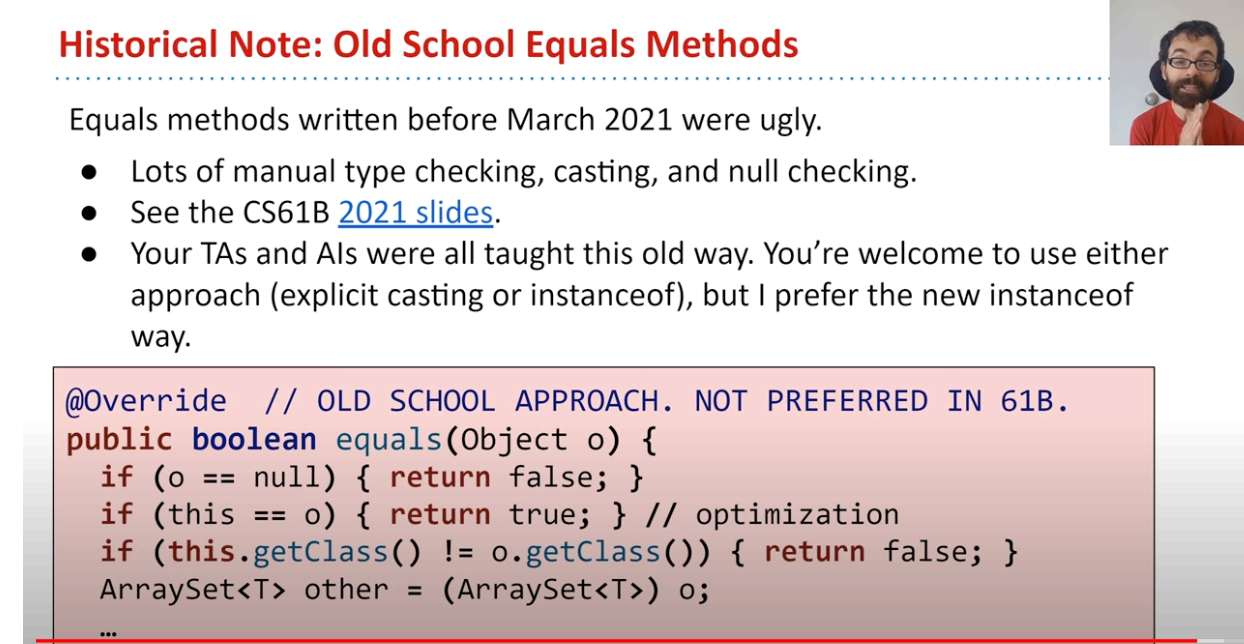 Historical Note: Old School Equals Methods
Equals methods written before March 2021 were ugly.
● Lots of manual type checking, casting, and null checking.
● See the CS61B 2021 slides.
● Your TAs and AIs were all taught this old way. You’re welcome to use either
approach (explicit casting or instanceof), but I prefer the new instanceof
way.
@Override  // OLD SCHOOL APPROACH. NOT PREFERRED IN 61B.
public boolean equals(Object o) {
  if (o == null) { return false; }
  if (this == o) { return true; } // optimization
  if (this.getClass() != o.getClass()) { return false; }
  ArraySet<T> other = (ArraySet<T>) o;
  …